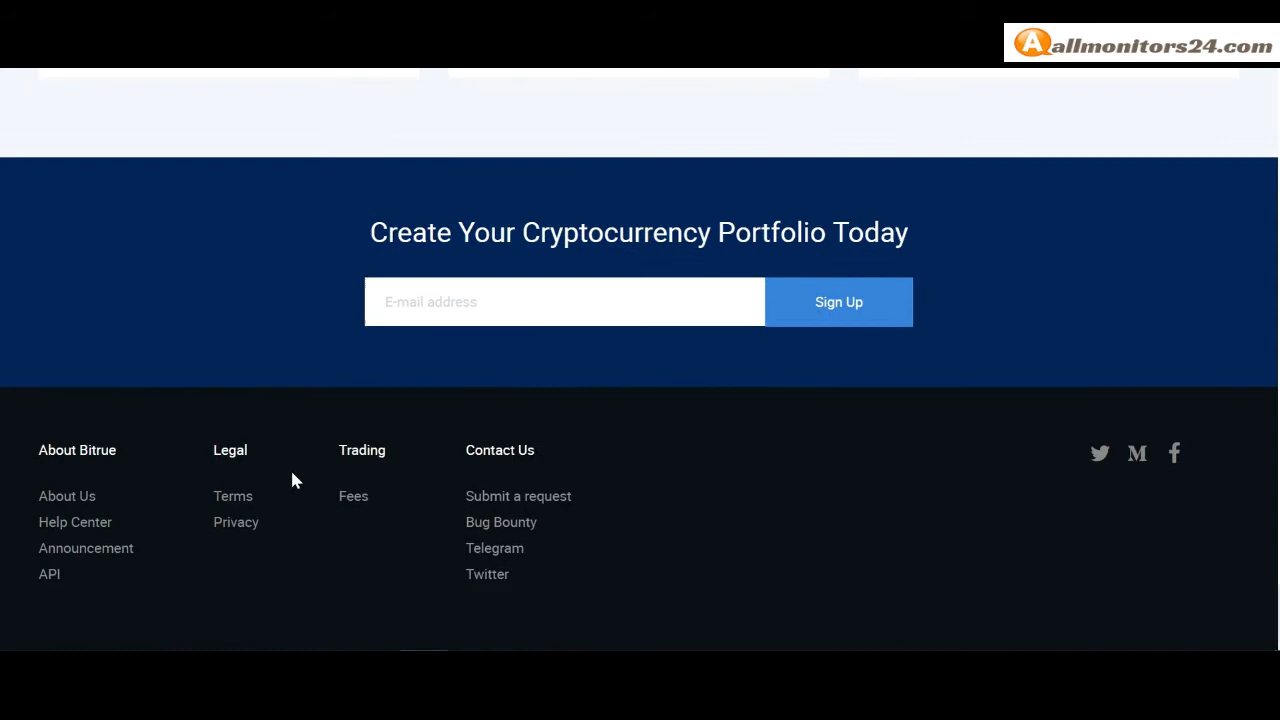 allmonitors24.com
Create Your Cryptocurrency Portfolio Today
E-mail address
Sign Up
About Bitrue
About Us
Help Center
Announcement
API
Legal
Terms
Privacy
Trading
Fees
Contact Us
Submit a request
Bug Bounty
Telegram
Twitter